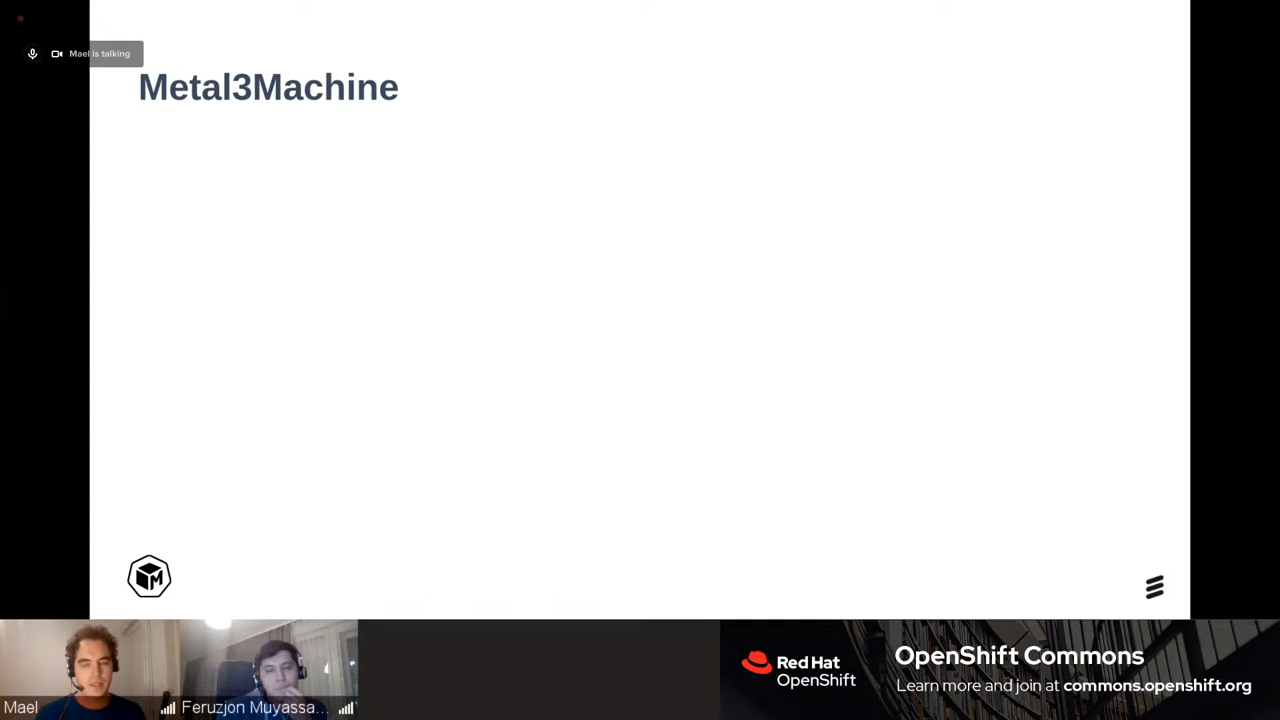 Mael is talking
Metal3Machine
Mael
Feruzjon Muyassa...
Red Hat
OpenShift
OpenShift Commons
Learn more and join at commons.openshift.org